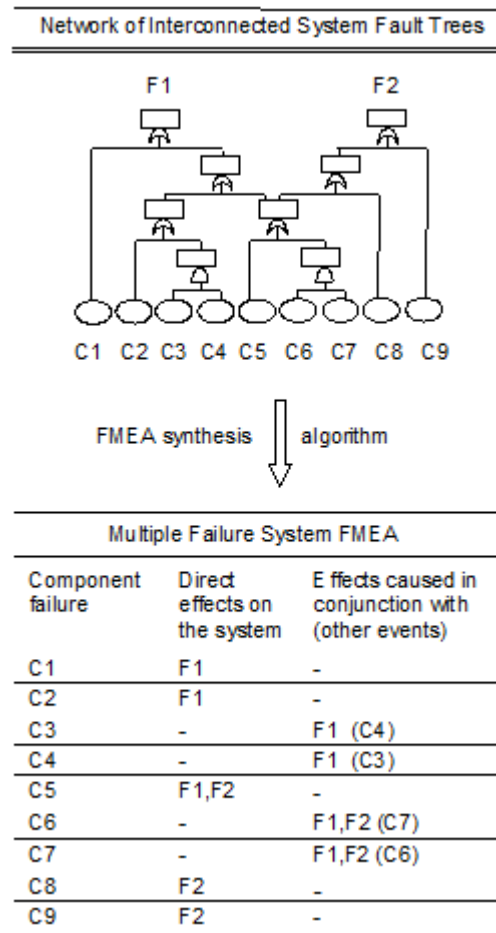 Network of Interconnected System Fault Trees
F1 F2
C1 C2 C3 C4 C5 C6 C7 C8 C9
FMEA synthesis algorithm
Multiple Failure System FMEA
Component Direct E ffects caused in
failure effects on conjunction with
the system (other events)
C1 F1 -
C2 F1 -
C3 - F1 (C4)
C4 - F1 (C3)
C5 F1,F2 -
C6 - F1,F2 (C7)
C7 - F1,F2 (C6)
C8 F2 -
C9 F2 -